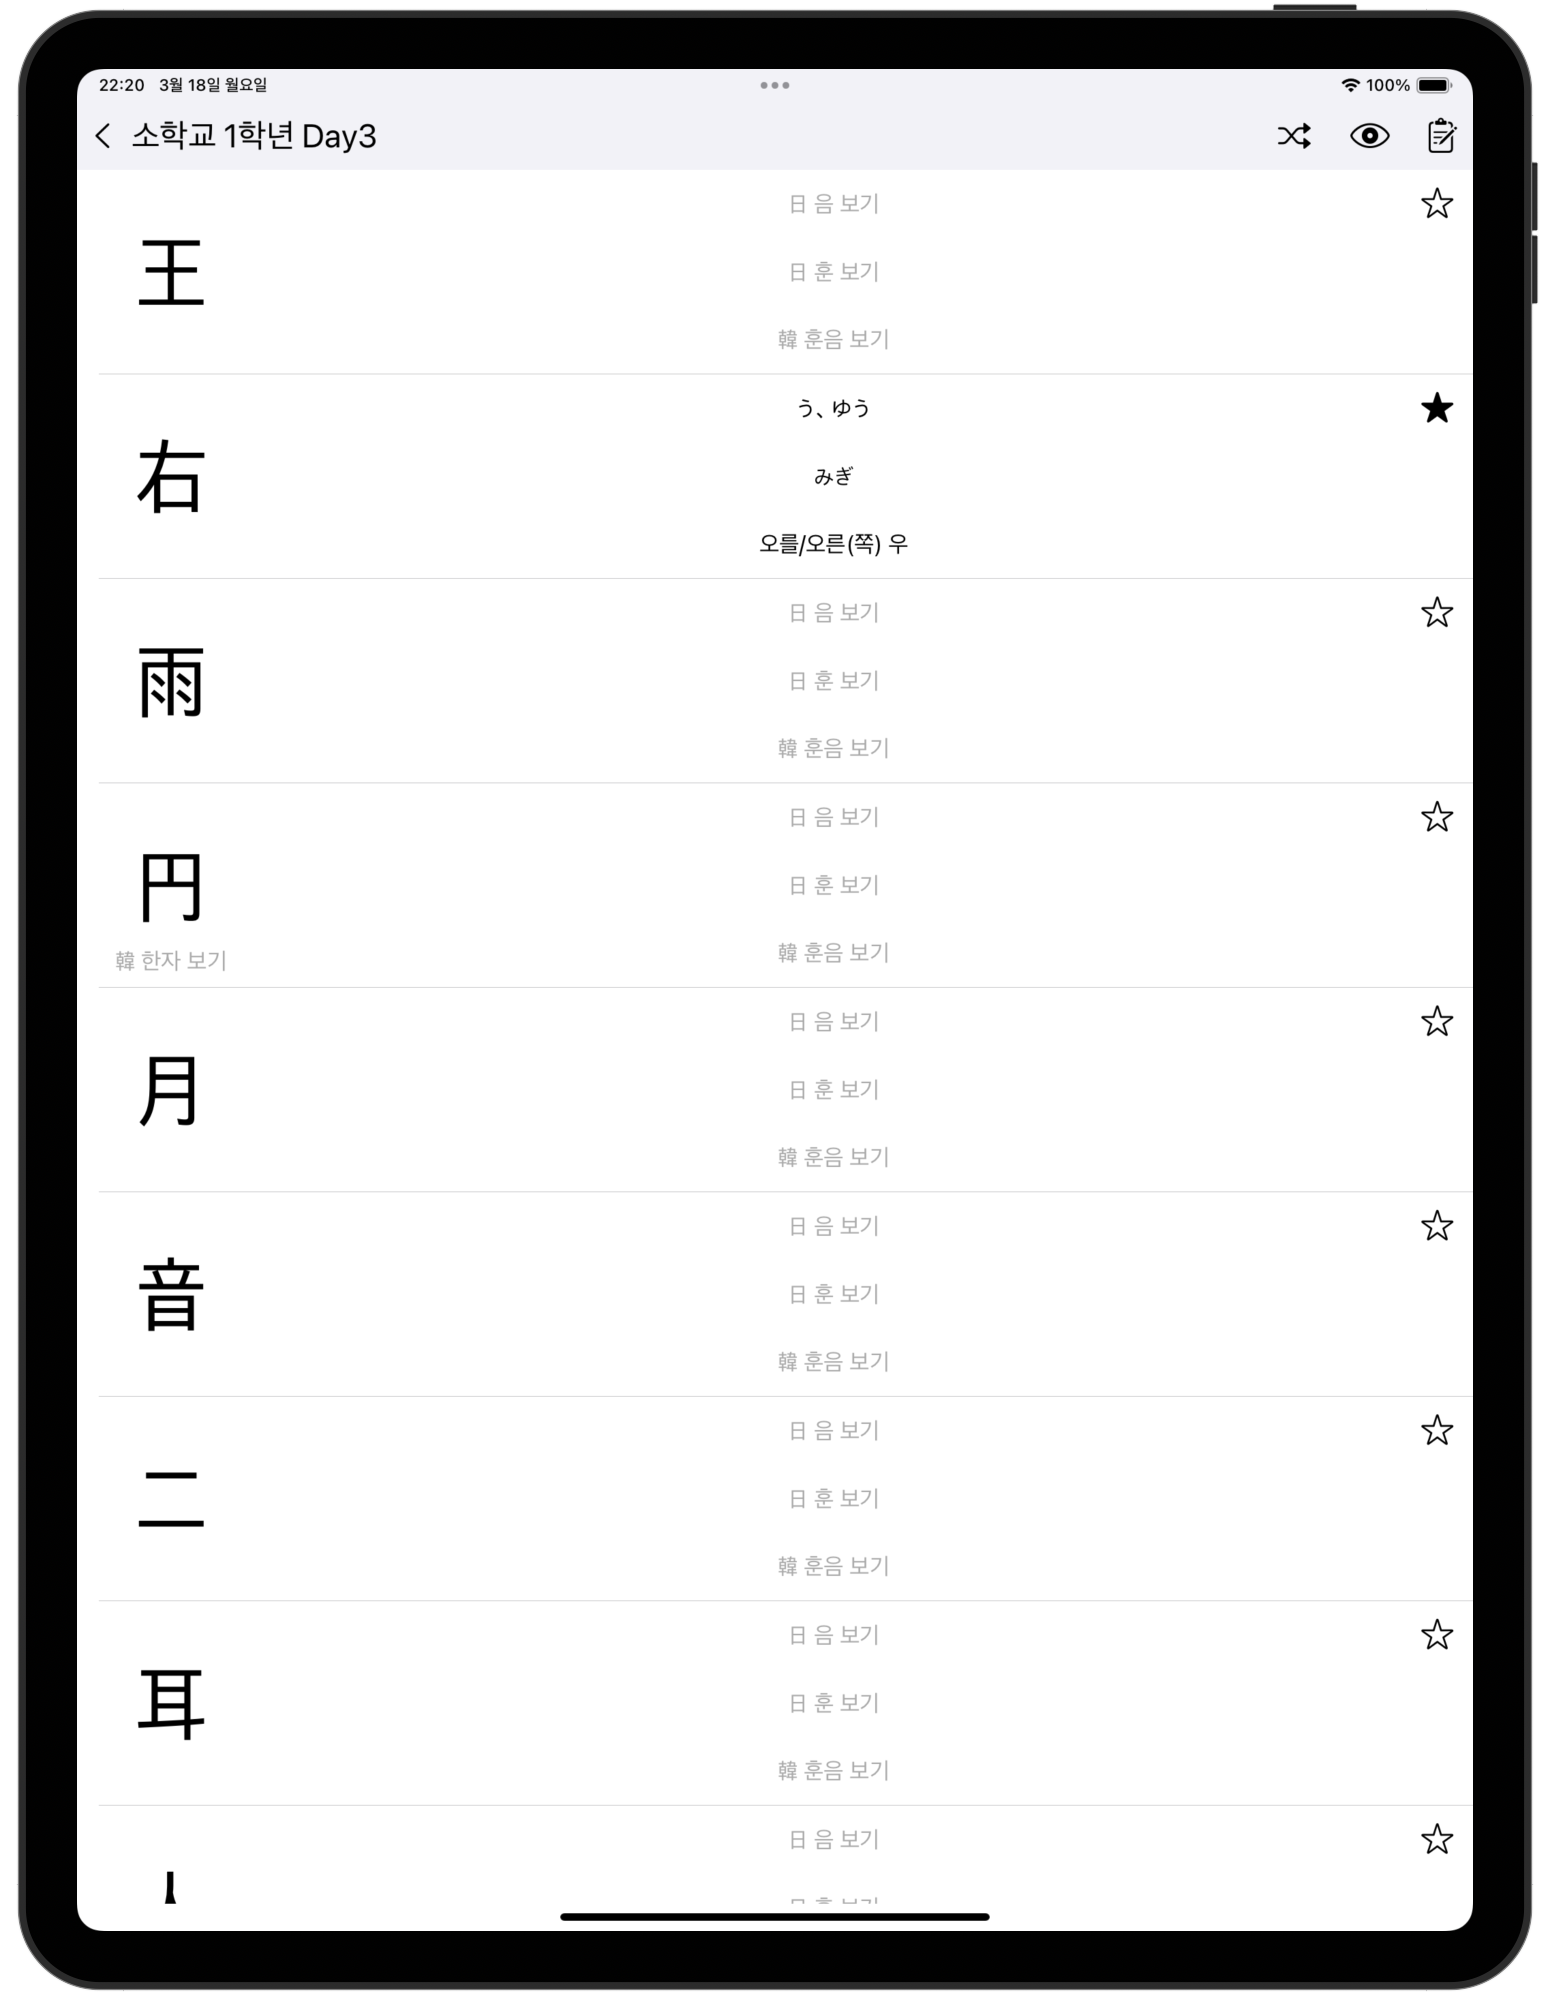 22:20 3월 18일 월요일
100%
소학교 1학년 Day3
王
日 음 보기
日 훈 보기
韓 훈음 보기
右
う、ゆう
みぎ
오를/오른(쪽) 우
雨
日 음 보기
日 훈 보기
韓 훈음 보기
円
韓 한자 보기
日 음 보기
日 훈 보기
韓 훈음 보기
月
日 음 보기
日 훈 보기
韓 훈음 보기
音
日 음 보기
日 훈 보기
韓 훈음 보기
二
日 음 보기
日 훈 보기
韓 훈음 보기
耳
日 음 보기
日 훈 보기
韓 훈음 보기
日 음 보기